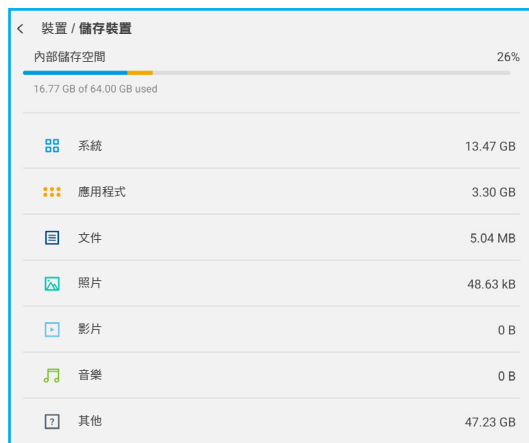 < 裝置 / 儲存裝置
內部儲存空間 26%
16.77 GB of 64.00 GB used
系統 13.47 GB
應用程式 3.30 GB
文件 5.04 MB
照片 48.63 kB
影片 0 B
音樂 0 B
? 其他 47.23 GB